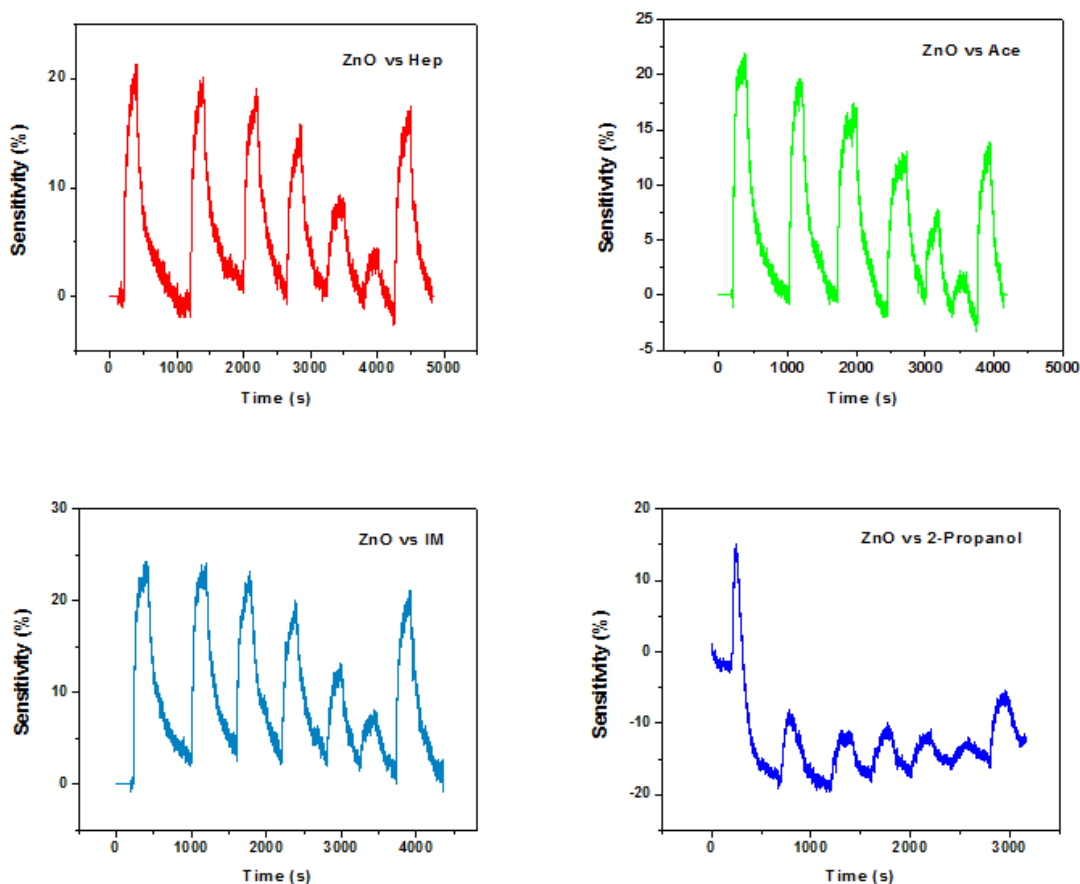 ZnO vs Hep
Sensitivity (%)
20
10
0
0 1000 2000 3000 4000 5000
Time (s)
ZnO vs Ace
Sensitivity (%)
25
20
15
10
5
0
-5
0 1000 2000 3000 4000 5000
Time (s)
ZnO vs IM
Sensitivity (%)
30
20
10
0
0 1000 2000 3000 4000
Time (s)
ZnO vs 2-Propanol
Sensitivity (%)
20
10
0
-10
-20
0 1000 2000 3000
Time (s)